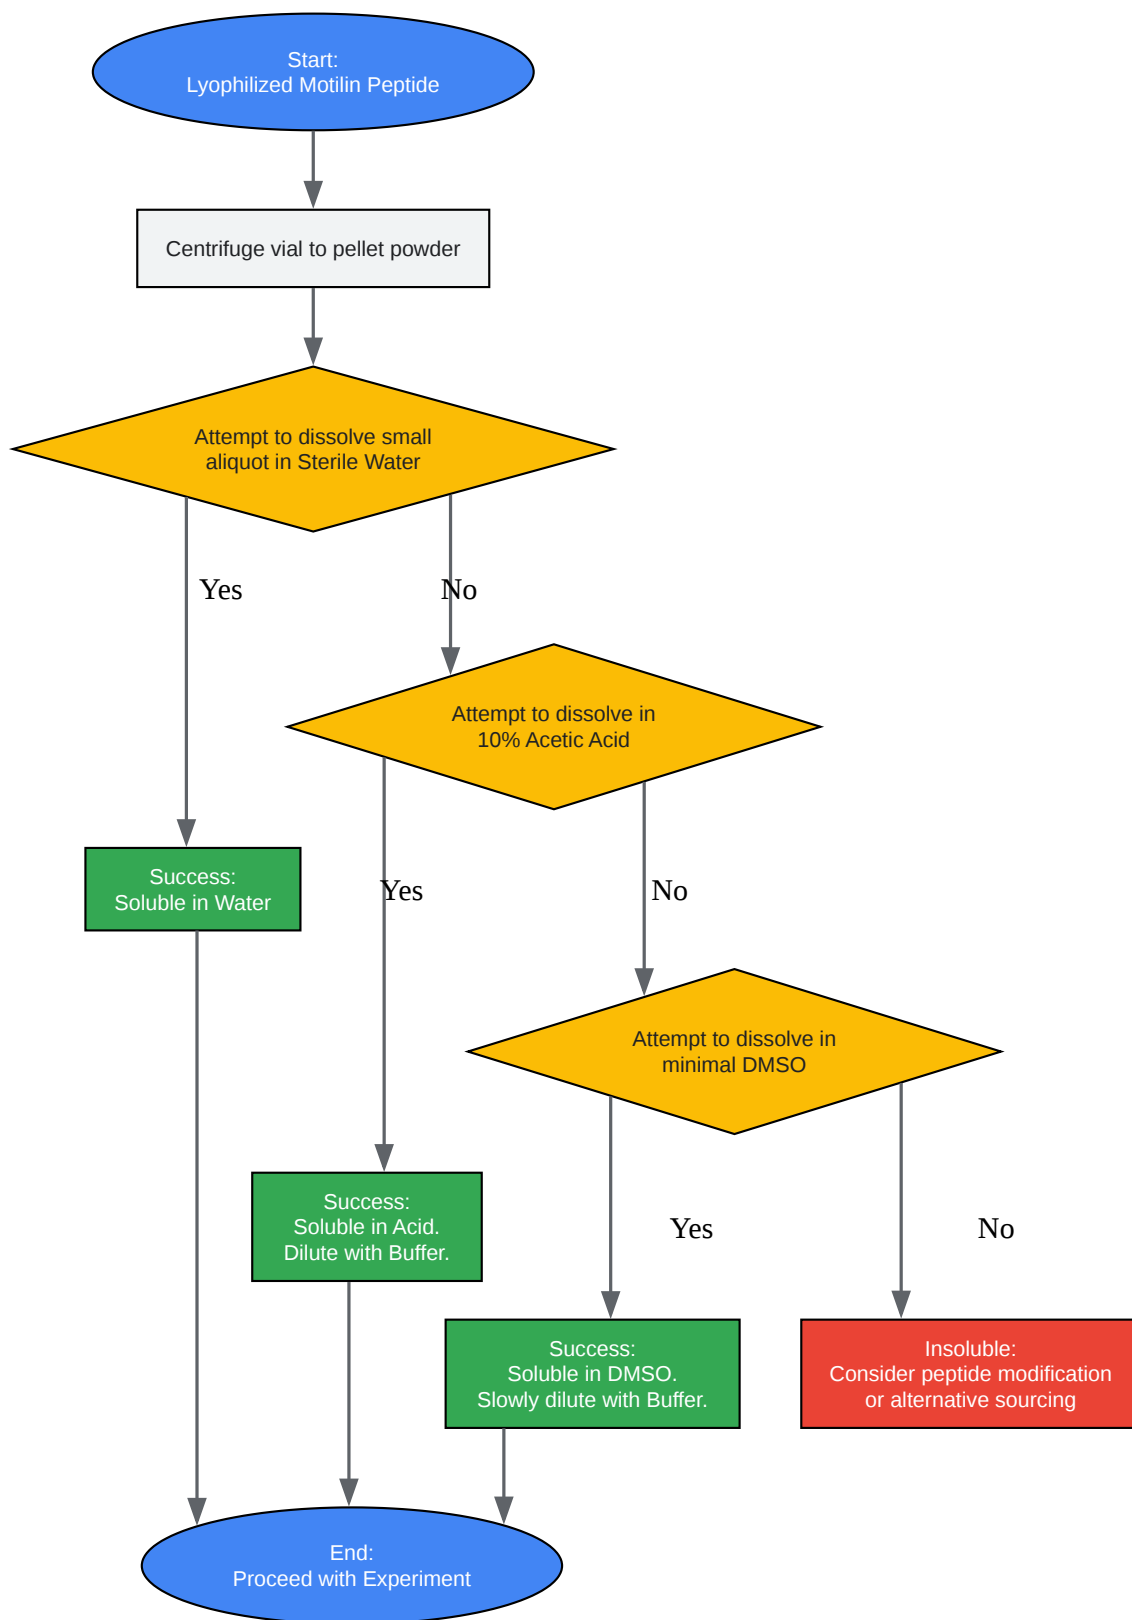 Start:
Lyophilized Motilin Peptide
Centrifuge vial to pellet powder
Attempt to dissolve small
aliquot in Sterile Water
Yes
No
Attempt to dissolve in
10% Acetic Acid
Success:
Soluble in Water
Yes
No
Attempt to dissolve in
minimal DMSO
Success:
Soluble in Acid.
Dilute with Buffer.
Yes
No
Success:
Soluble in DMSO.
Slowly dilute with Buffer.
Insoluble:
Consider peptide modification
or alternative sourcing
End:
Proceed with Experiment